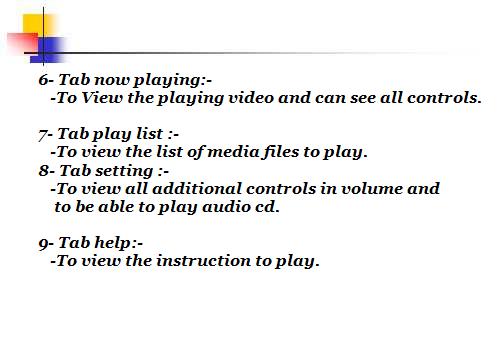 6- Tab now playing:-
-To View the playing video and can see all controls.
7- Tab play list :-
-To view the list of media files to play.
8- Tab setting :-
-To view all additional controls in volume and
to be able to play audio cd.
9- Tab help:-
-To view the instruction to play.